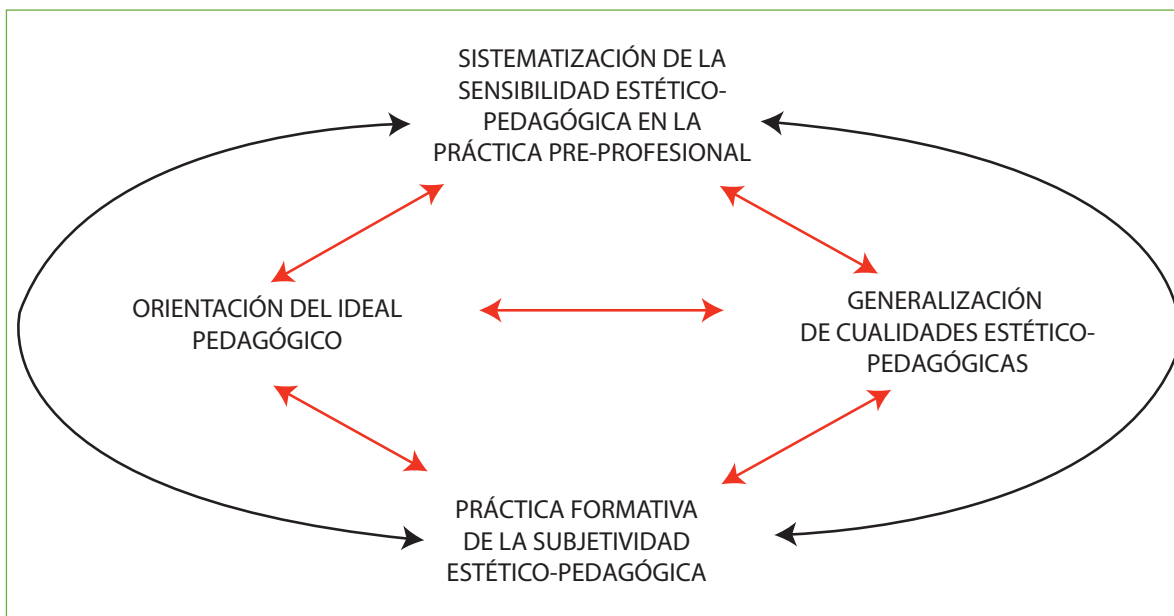 SISTEMATIZACIÓN DE LA
SENSIBILIDAD ESTÉTICO-
PEDAGÓGICA EN LA
PRÁCTICA PRE-PROFESIONAL
ORIENTACIÓN DEL IDEAL
PEDAGÓGICO
GENERALIZACIÓN
DE CUALIDADES ESTÉTICO-
PEDAGÓGICAS
PRÁCTICA FORMATIVA
DE LA SUBJETIVIDAD
ESTÉTICO-PEDAGÓGICA